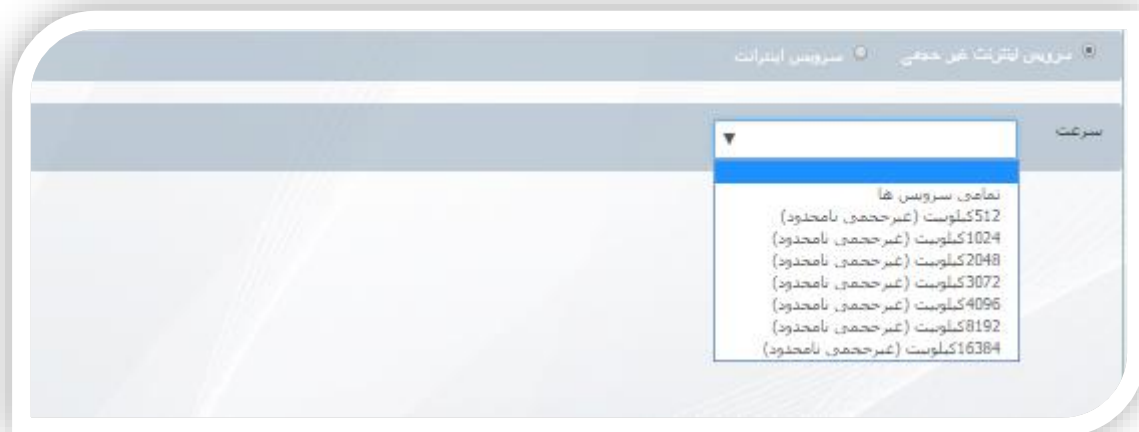 سرویس اینترنت غیر حجمی سرویس اینترانت
سرعت
تمامی سرویس ها
512کیلوبیت (غیرحجمی نامحدود)
1024کیلوبیت (غیرحجمی نامحدود)
2048کیلوبیت (غیرحجمی نامحدود)
3072کیلوبیت (غیرحجمی نامحدود)
4096کیلوبیت (غیرحجمی نامحدود)
8192کیلوبیت (غیرحجمی نامحدود)
16384کیلوبیت (غیرحجمی نامحدود)